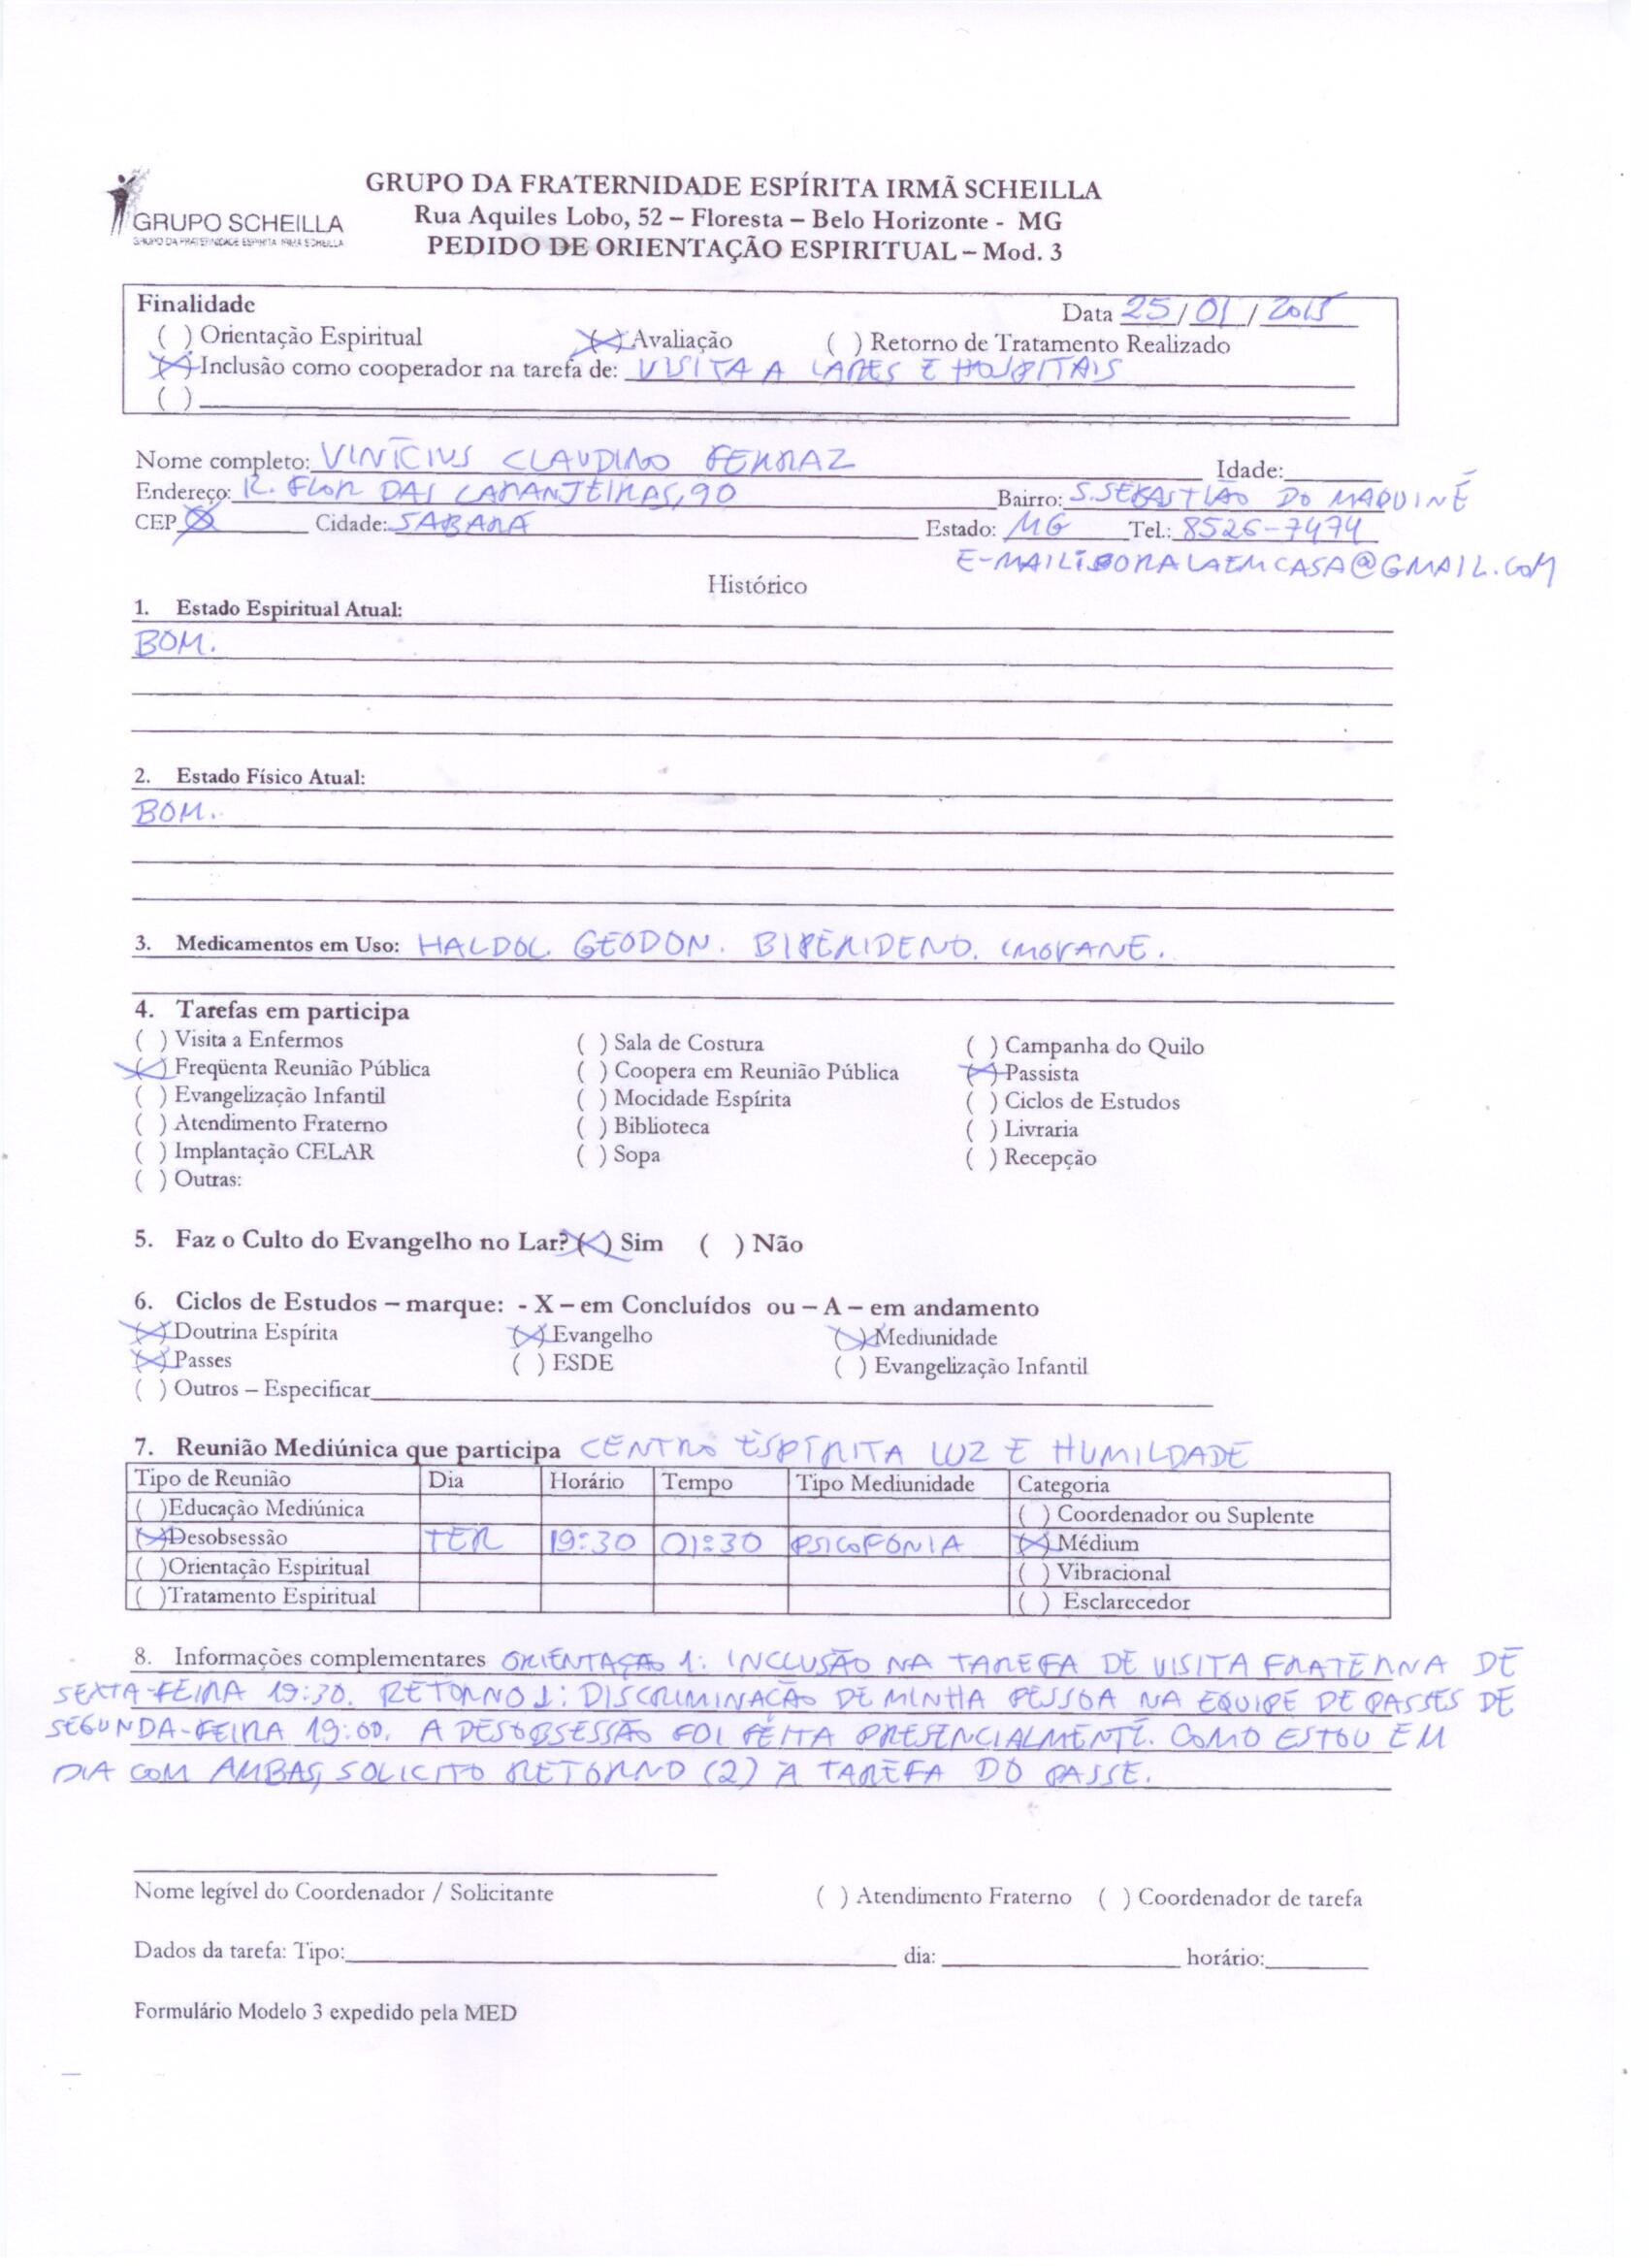 GRUPO SCHEILLA
GRUPO DA FRATERNIDADE ESPÍRITA IRMÃ SCHEILLA
GRUPO DA FRATERNIDADE ESPÍRITA IRMÃ SCHEILLA
Rua Aquiles Lobo, 52 – Floresta – Belo Horizonte - MG
PEDIDO DE ORIENTAÇÃO ESPIRITUAL – Mod. 3
Finalidade Data 25/01/2015
( ) Orientação Espiritual (X) Avaliação ( ) Retorno de Tratamento Realizado
(X) Inclusão como cooperador na tarefa de: VISITA A LARES E HOSPITAIS
( )
Nome completo: VINÍCIUS CLAUDINO FERRAZ Idade:
Endereço: R. FLOR DAS LARANJEIRAS, 90 Bairro: S. SEBASTIÃO DO MAQUINÉ
CEP Cidade: SABARÁ Estado: MG Tel.: 8526-7474
E-MAIL: BORALAEMCASA@GMAIL.COM
Histórico
1. Estado Espiritual Atual:
BOM.
2. Estado Físico Atual:
BOM.
3. Medicamentos em Uso: HALDOL. GEODON. BIPERIDENO. IMOVANE.
4. Tarefas em participa
( ) Visita a Enfermos ( ) Sala de Costura ( ) Campanha do Quilo
(X) Freqüenta Reunião Pública ( ) Coopera em Reunião Pública (X) Passista
( ) Evangelização Infantil ( ) Mocidade Espírita ( ) Ciclos de Estudos
( ) Atendimento Fraterno ( ) Biblioteca ( ) Livraria
( ) Implantação CELAR ( ) Sopa ( ) Recepção
( ) Outras:
5. Faz o Culto do Evangelho no Lar? (X) Sim ( ) Não
6. Ciclos de Estudos – marque: - X – em Concluídos ou – A – em andamento
(X) Doutrina Espírita (X) Evangelho (X) Mediunidade
(X) Passes ( ) ESDE ( ) Evangelização Infantil
( ) Outros – Especificar
7. Reunião Mediúnica que participa CENTRO ESPÍRITA LUZ E HUMILDADE
Tipo de Reunião Dia Horário Tempo Tipo Mediunidade Categoria
( ) Educação Mediúnica ( ) Coordenador ou Suplente
(X) Desobsessão TER 19:30 01:30 PSICOFONIA (X) Médium
( ) Orientação Espiritual ( ) Vibracional
( ) Tratamento Espiritual ( ) Esclarecedor
8. Informações complementares ORIENTAÇÃO 1: INCLUSÃO NA TAREFA DE VISITA FRATERNA DE
SEXTA-FEIRA 19:30. RETORNO 1: DISCRIMINAÇÃO DE MINHA PESSOA NA EQUIPE DE PASSES DE
SEGUNDA-FEIRA 19:00. A DESOBSESSÃO FOI FEITA PRESENCIALMENTE. COMO ESTOU EM
DIA COM AMBAS, SOLICITO RETORNO (2) À TAREFA DO PASSE.
Nome legível do Coordenador / Solicitante ( ) Atendimento Fraterno ( ) Coordenador de tarefa
Dados da tarefa: Tipo: dia: horário:
Formulário Modelo 3 expedido pela MED